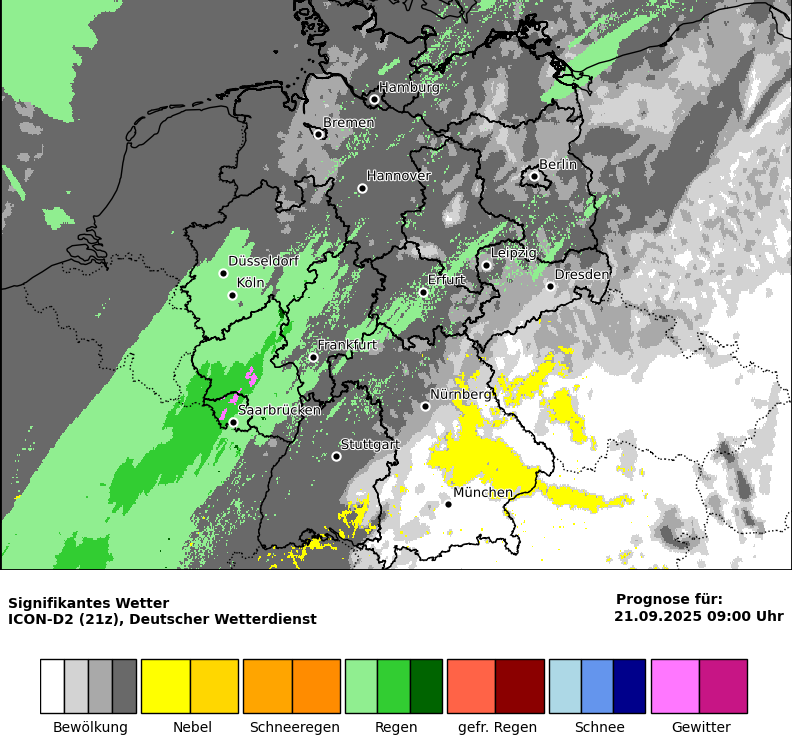 Hamburg
Bremen
Berlin
Hannover
Leipzig
Düsseldorf
Köln
Erfurt
Dresden
Frankfurt
Nürnberg
Saarbrücken
Stuttgart
München
Signifikantes Wetter
ICON-D2 (21z), Deutscher Wetterdienst
Prognose für:
21.09.2025 09:00 Uhr
Bewölkung Nebel Schneeregen Regen gefr. Regen Schnee Gewitter